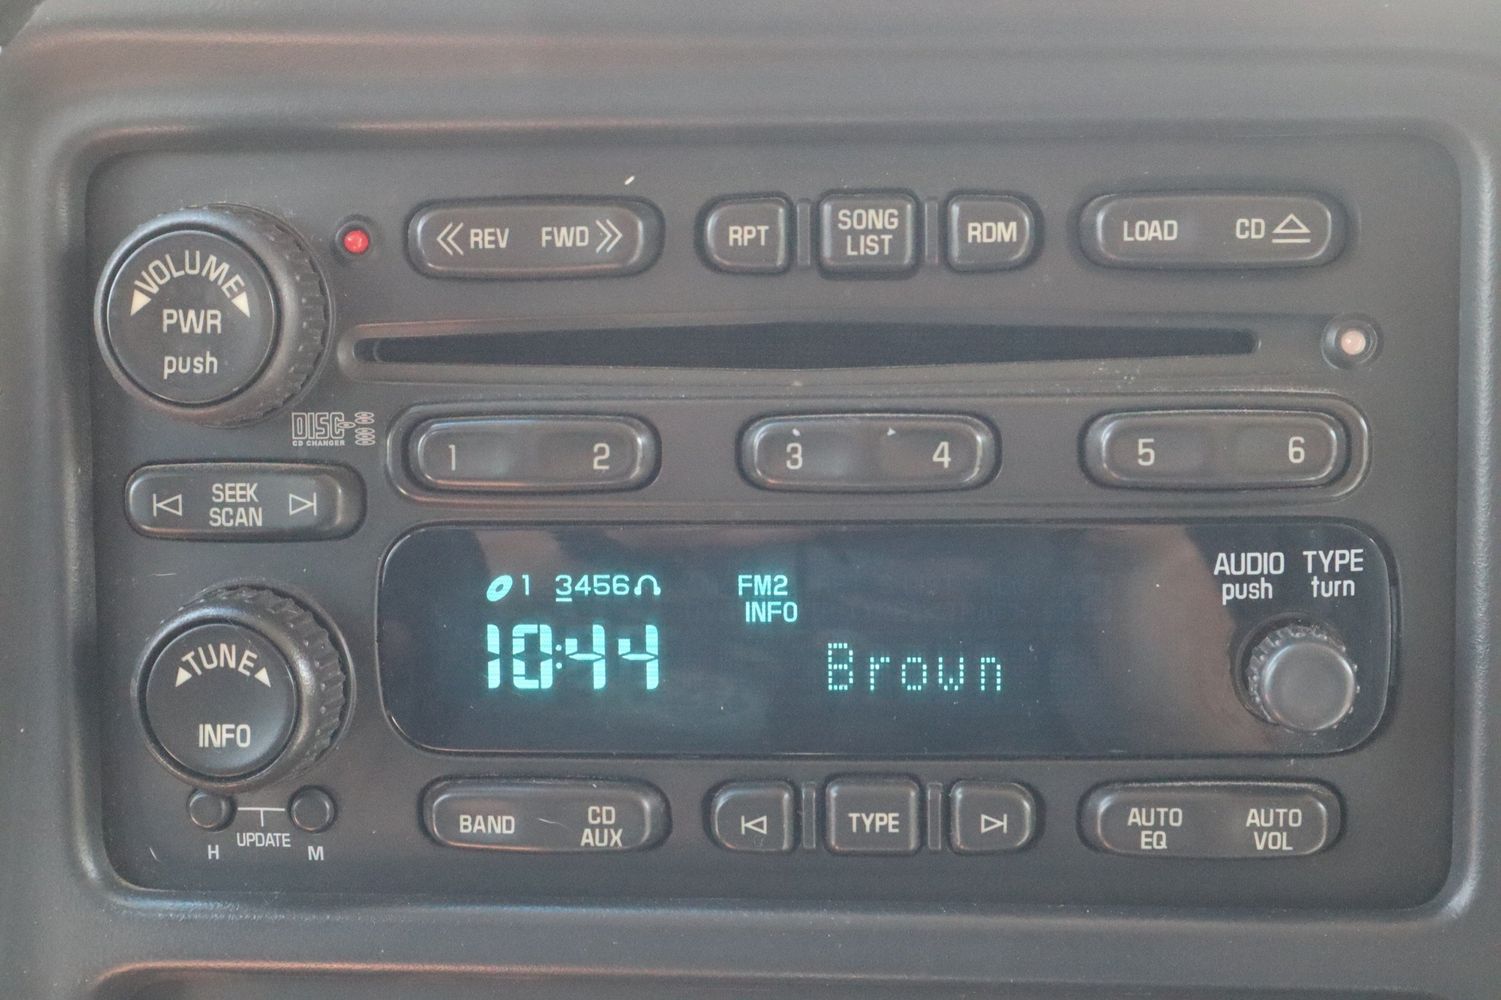 REV FWD
RPT
SONG
LIST
RDM
LOAD CD
VOLUME
PWR
push
DISC
CD CHANGER
1 2
3 4
5 6
SEEK
SCAN
1 3456
FM2
INFO
10:44
Brown
AUDIO TYPE
push turn
TUNE
INFO
UPDATE
H M
BAND
CD
AUX
TYPE
AUTO
EQ
AUTO
VOL